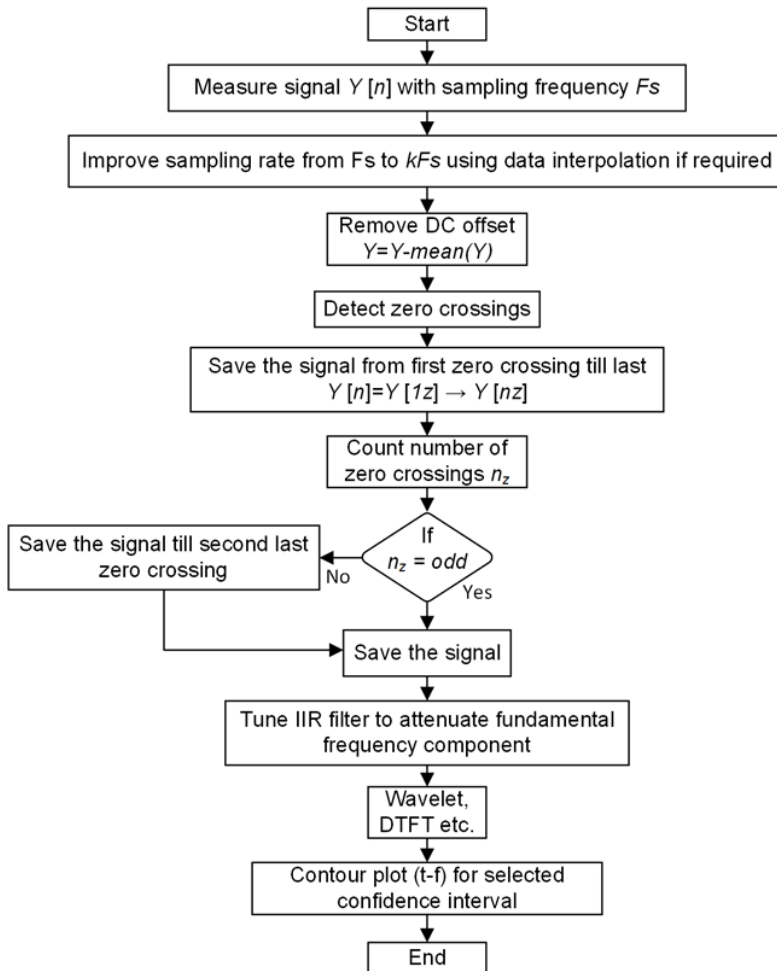 Start
Measure signal Y [n] with sampling frequency Fs
Improve sampling rate from Fs to kFs using data interpolation if required
Remove DC offset
Y=Y-mean(Y)
Detect zero crossings
Save the signal from first zero crossing till last
Y [n]=Y [1z] → Y [nz]
Count number of
zero crossings nz
If
nz = odd
Save the signal till second last
zero crossing
No
Yes
Save the signal
Tune IIR filter to attenuate fundamental
frequency component
Wavelet,
DTFT etc.
Contour plot (t-f) for selected
confidence interval
End